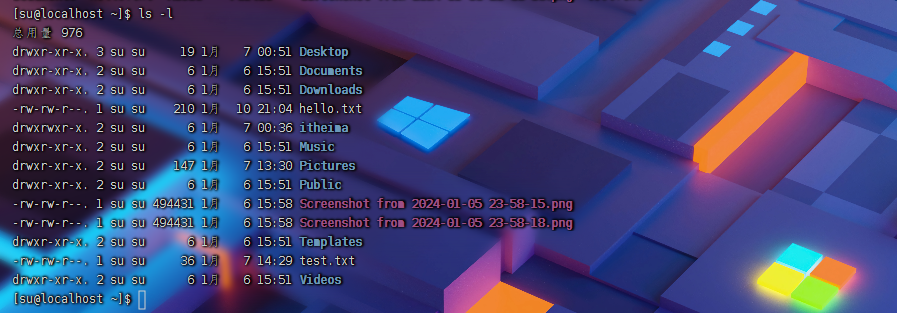 [su@localhost ~]$ ls -l
总用量 976
drwxr-xr-x. 3 su su     19 1月   7 00:51 Desktop
drwxr-xr-x. 2 su su      6 1月   6 15:51 Documents
drwxr-xr-x. 2 su su      6 1月   6 15:51 Downloads
-rw-rw-r--. 1 su su    210 1月  10 21:04 hello.txt
drwxr-xr-x. 2 su su      6 1月   7 00:36 itheima
drwxr-xr-x. 2 su su      6 1月   6 15:51 Music
drwxr-xr-x. 2 su su    147 1月   7 13:30 Pictures
drwxr-xr-x. 2 su su      6 1月   6 15:51 Public
-rw-rw-r--. 1 su su 494431 1月   6 15:58 Screenshot from 2024-01-05 23-58-15.png
-rw-rw-r--. 1 su su 494431 1月   6 15:58 Screenshot from 2024-01-05 23-58-18.png
drwxr-xr-x. 2 su su      6 1月   6 15:51 Templates
-rw-rw-r--. 1 su su     36 1月   7 14:29 test.txt
drwxr-xr-x. 2 su su      6 1月   6 15:51 Videos
[su@localhost ~]$